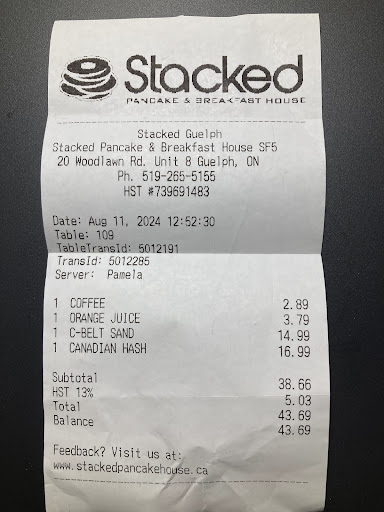 Stacked
PANCAKE & BREAKFAST HOUSE
Stacked Guelph
Stacked Pancake & Breakfast House SF5
20 Woodlawn Rd. Unit 8 Guelph, ON
Ph. 519-265-5155
HST #739691483
Date: Aug 11, 2024 12:52:30
Table: 109
TableTransId: 5012191
TransId: 5012285
Server: Pamela
1 COFFEE 2.89
1 ORANGE JUICE 3.79
1 C-BELT SAND 14.99
1 CANADIAN HASH 16.99
Subtotal 38.66
HST 13% 5.03
Total 43.69
Balance 43.69
Feedback? Visit us at:
www.stackedpancakehouse.ca